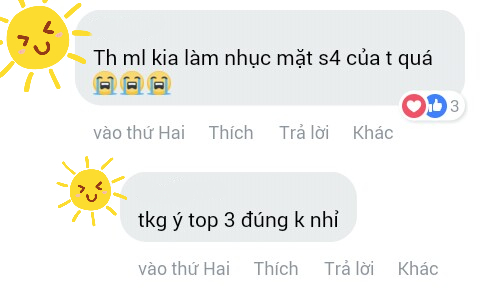 Th ml kia làm nhục mặt s4 của t quá
😭😭😭
3
vào thứ Hai Thích Trả lời Khác
tkg ý top 3 đúng k nhỉ
vào thứ Hai Thích Trả lời Khác